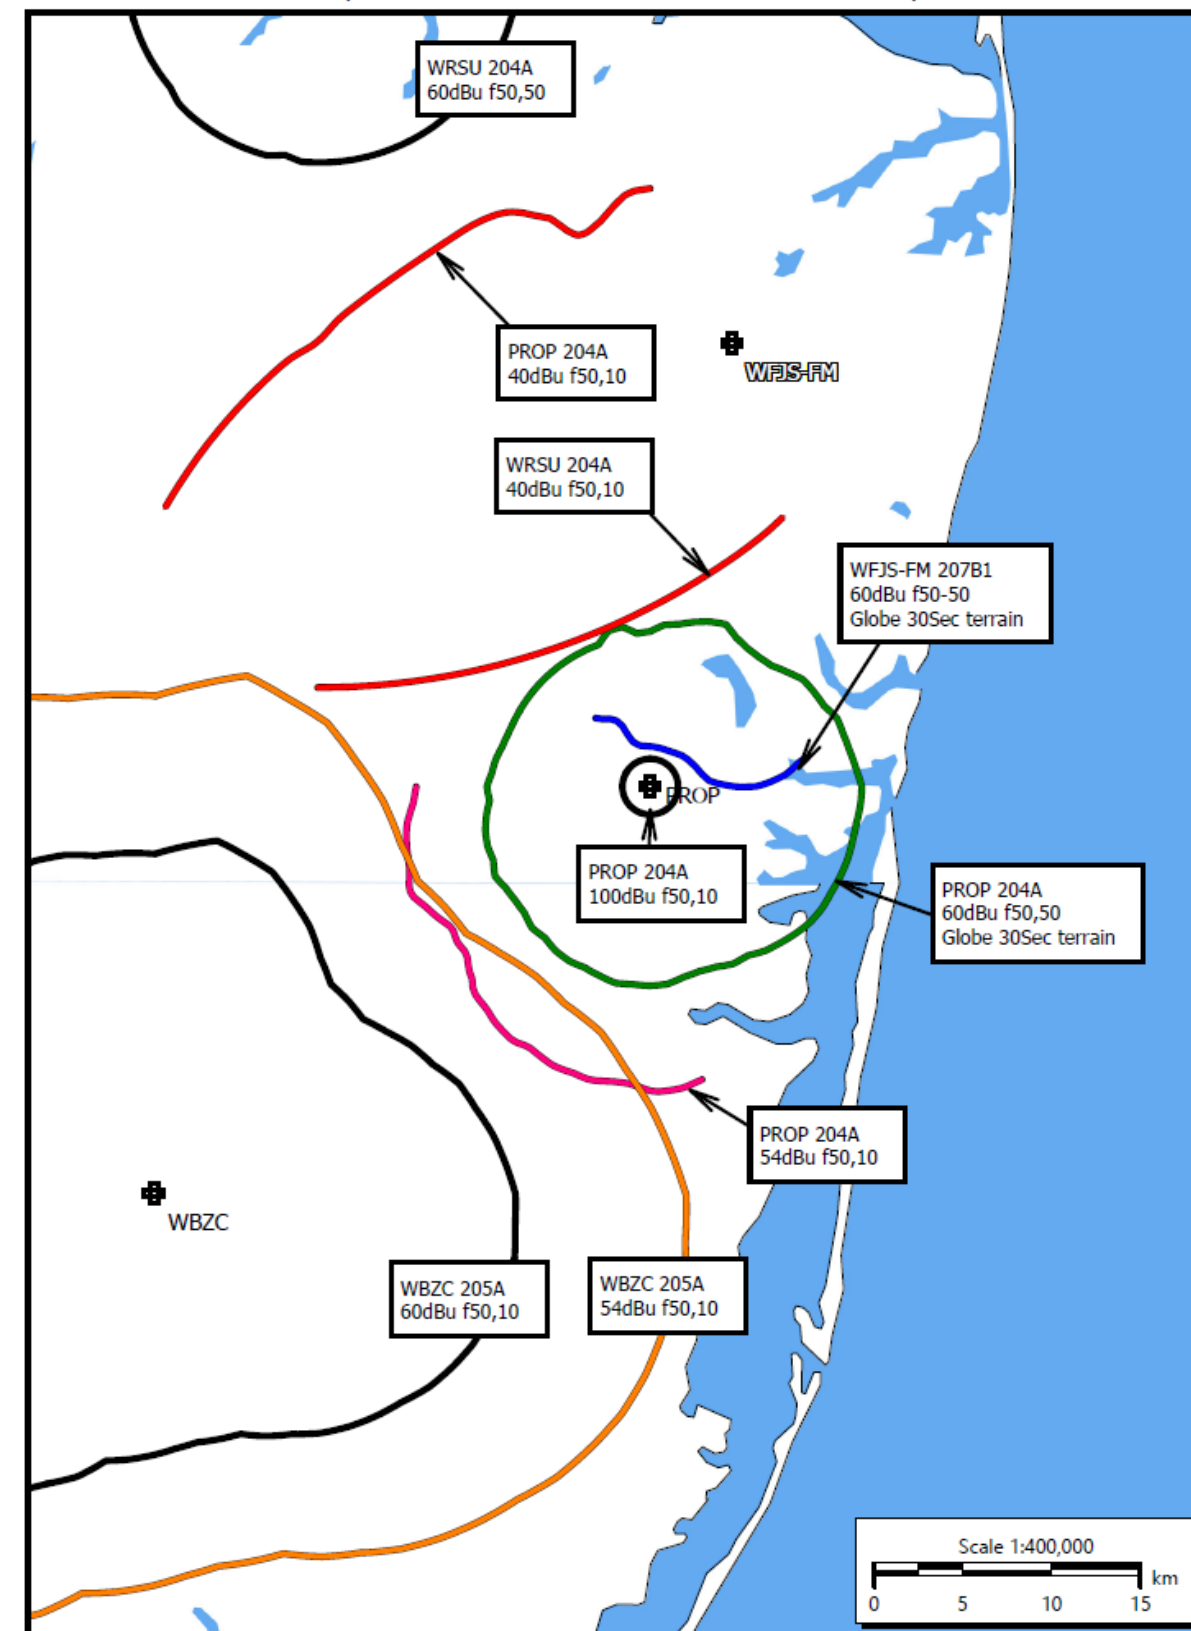 WRSU 204A
60dBu f50,50
PROP 204A
40dBu f50,10
WFJS-FM
WRSU 204A
40dBu f50,10
WFJS-FM 207B1
60dBu f50-50
Globe 30Sec terrain
PROP
PROP 204A
100dBu f50,10
PROP 204A
60dBu f50,50
Globe 30Sec terrain
PROP 204A
54dBu f50,10
WBZC
WBZC 205A
60dBu f50,10
WBZC 205A
54dBu f50,10
Scale 1:400,000
km
0 5 10 15